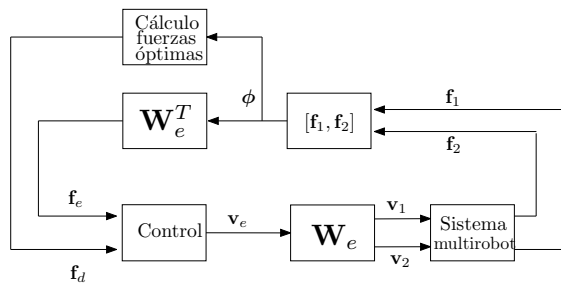 Cálculo
fuerzas
óptimas
ϕ
W_e^T
[f₁, f₂]
f₁
f₂
f_e
f_d
Control
v_e
W_e
v₁
v₂
Sistema
multirobot